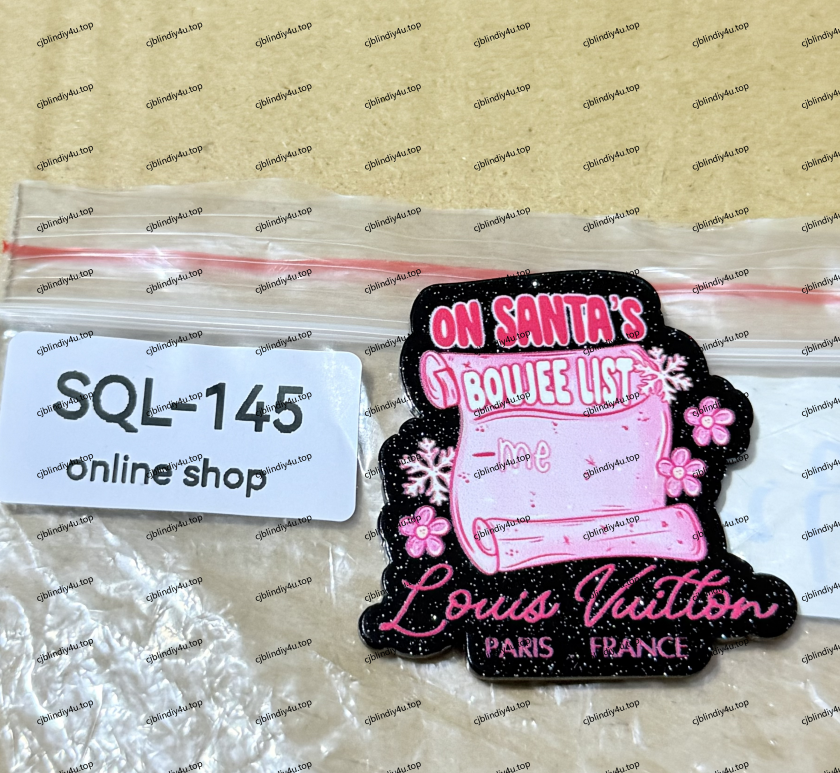 cjblindiy4u.top
SQL-145
online shop
ON SANTA'S
BOUJEE LIST
-me
Louis Vuitton
PARIS FRANCE